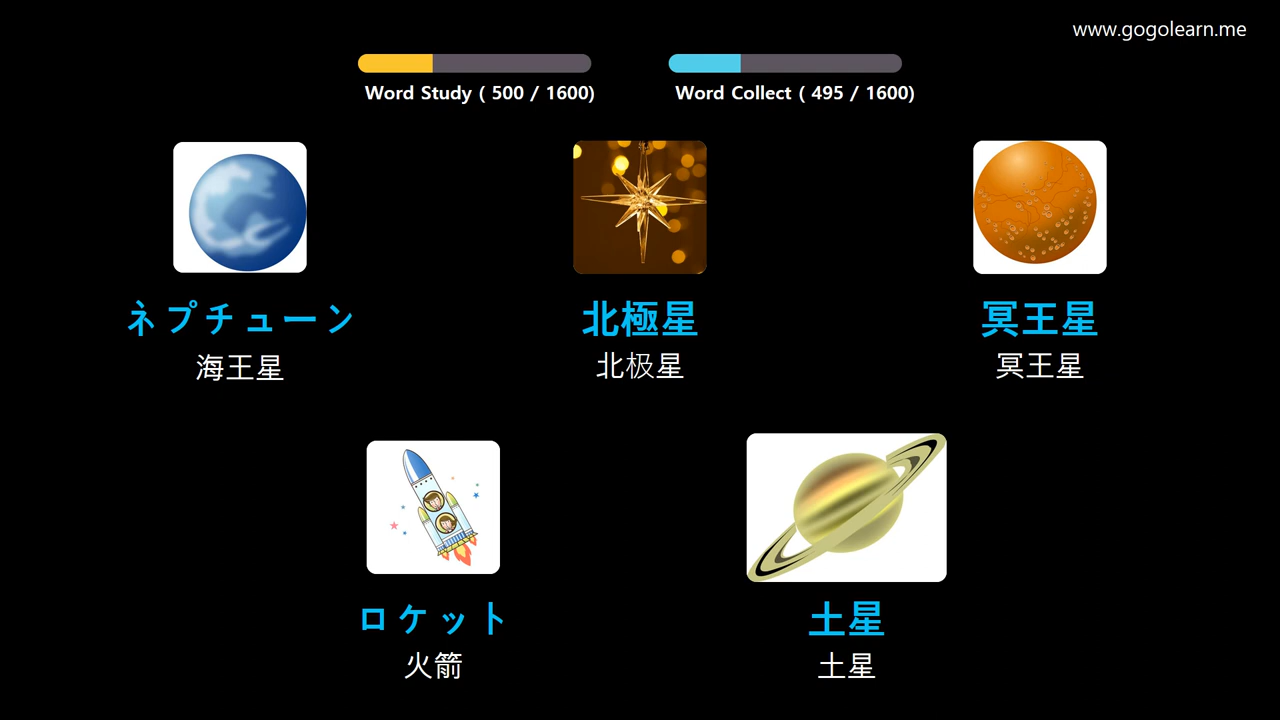 www.gogolearn.me
Word Study ( 500 / 1600)
Word Collect ( 495 / 1600)
ネプチューン
海王星
北極星
北极星
冥王星
冥王星
ロケット
火箭
土星
土星